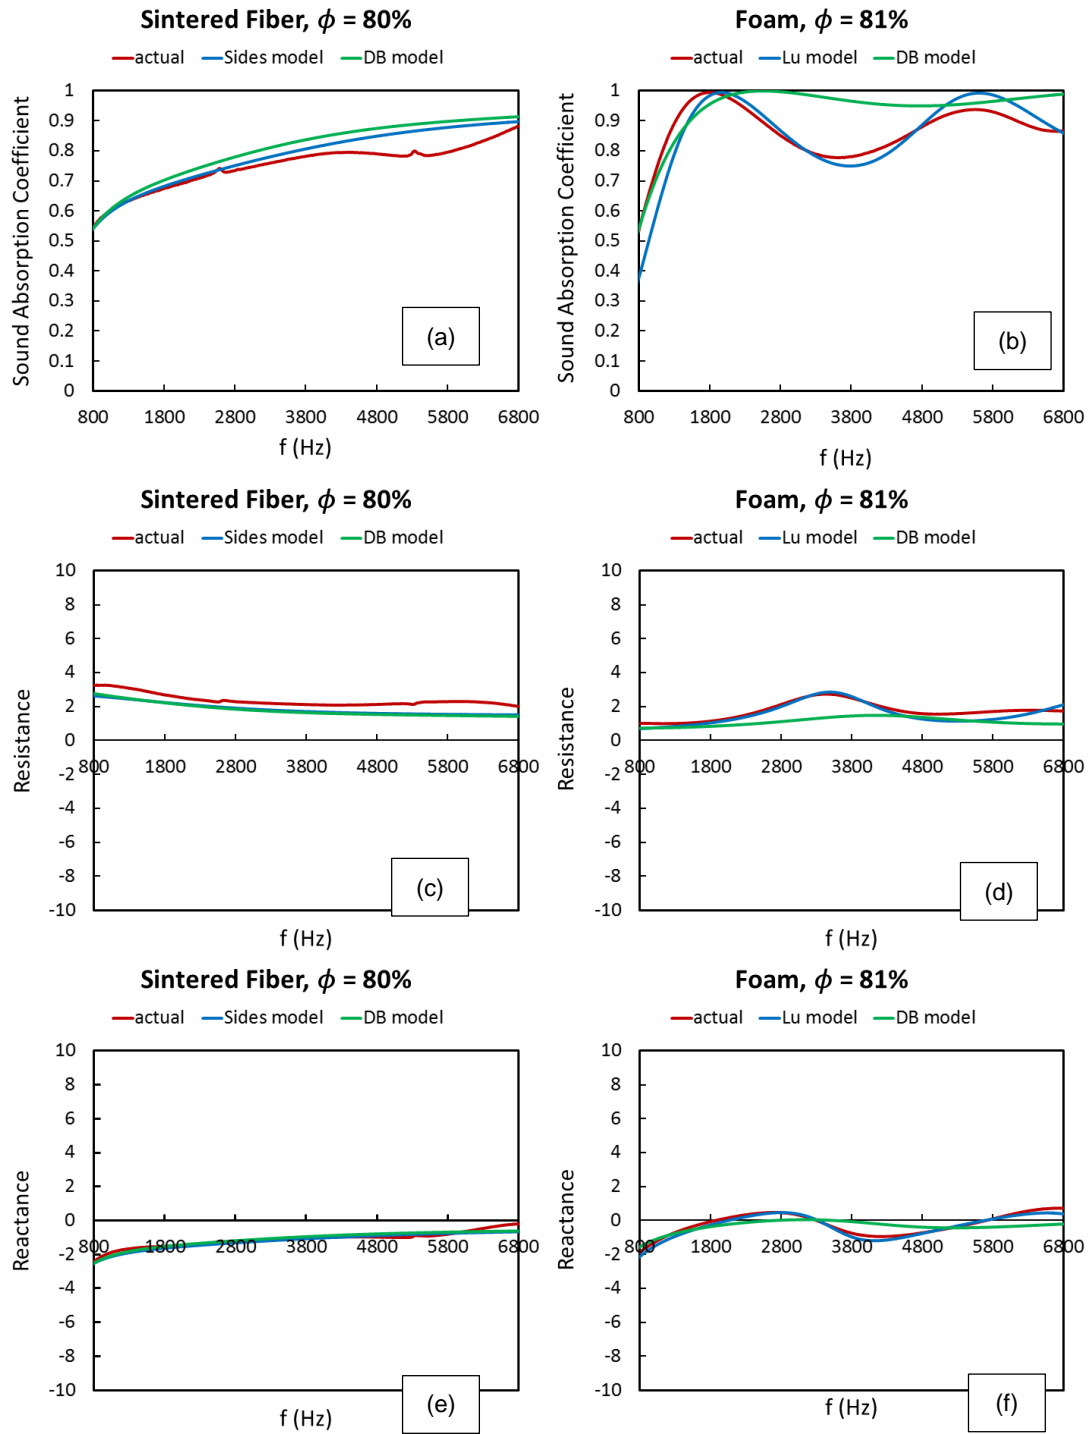 Sintered Fiber, ϕ = 80%
actual Sides model DB model
Sound Absorption Coefficient
1
0.9
0.8
0.7
0.6
0.5
0.4
0.3
0.2
0.1
0
(a)
800 1800 2800 3800 4800 5800 6800
f (Hz)
Foam, ϕ = 81%
actual Lu model DB model
Sound Absorption Coefficient
1
0.9
0.8
0.7
0.6
0.5
0.4
0.3
0.2
0.1
0
(b)
800 1800 2800 3800 4800 5800 6800
f (Hz)
Sintered Fiber, ϕ = 80%
actual Sides model DB model
Resistance
10
8
6
4
2
0
800 1800 2800 3800 4800 5800 6800
-2
-4
-6
-8
-10
(c)
f (Hz)
Foam, ϕ = 81%
actual Lu model DB model
Resistance
10
8
6
4
2
0
800 1800 2800 3800 4800 5800 6800
-2
-4
-6
-8
-10
(d)
f (Hz)
Sintered Fiber, ϕ = 80%
actual Sides model DB model
Reactance
10
8
6
4
2
0
800 1800 2800 3800 4800 5800 6800
-2
-4
-6
-8
-10
(e)
f (Hz)
Foam, ϕ = 81%
actual Lu model DB model
Reactance
10
8
6
4
2
0
800 1800 2800 3800 4800 5800 6800
-2
-4
-6
-8
-10
(f)
f (Hz)